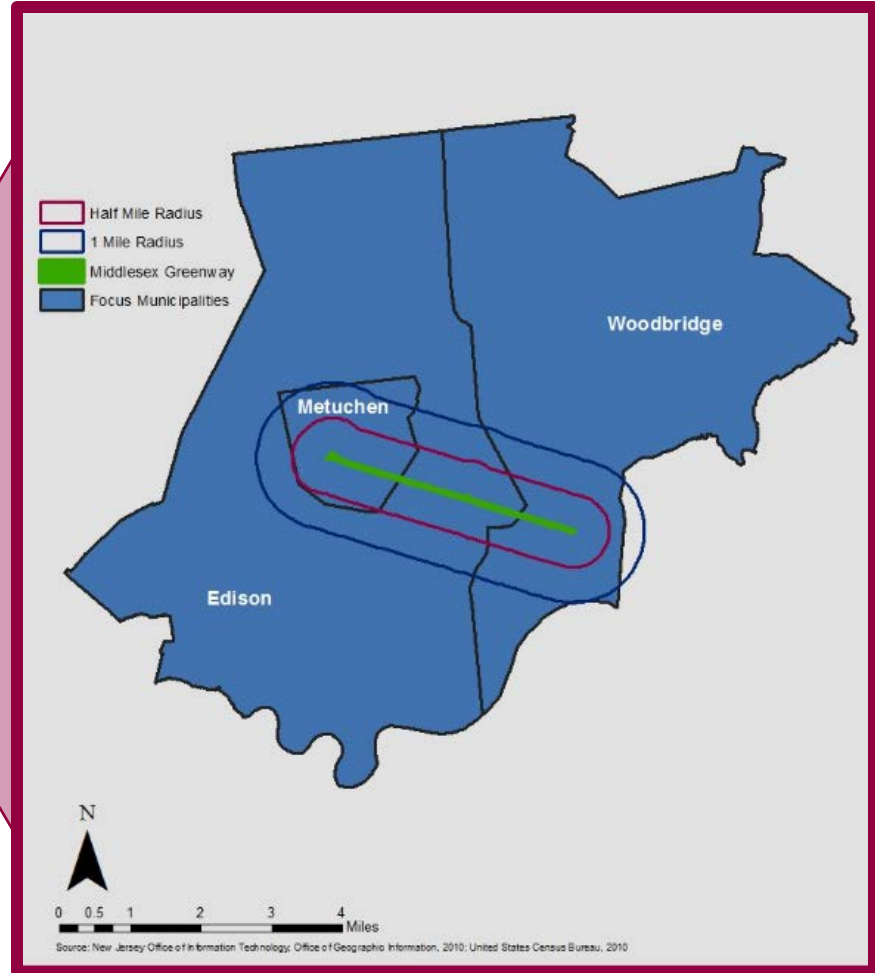 Half Mile Radius
1 Mile Radius
Middlesex Greenway
Focus Municipalities
Woodbridge
Metuchen
Edison
N
0 0.5 1 2 3 4
Miles
Source: New Jersey Office of Information Technology, Office of Geographic Information, 2010; United States Census Bureau, 2010